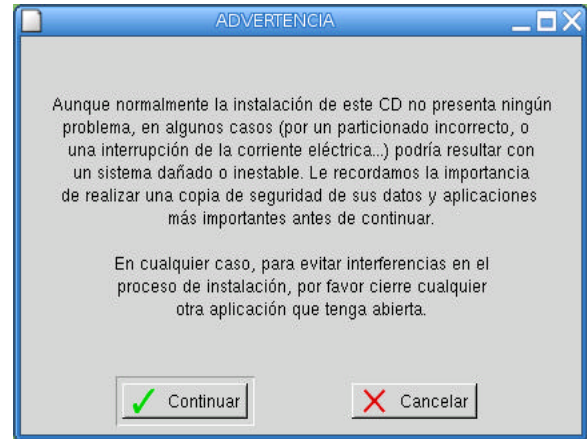 ADVERTENCIA
Aunque normalmente la instalación de este CD no presenta ningún
problema, en algunos casos (por un particionado incorrecto, o
una interrupción de la corriente eléctrica...) podría resultar con
un sistema dañado o inestable. Le recordamos la importancia
de realizar una copia de seguridad de sus datos y aplicaciones
más importantes antes de continuar.
En cualquier caso, para evitar interferencias en el
proceso de instalación, por favor cierre cualquier
otra aplicación que tenga abierta.
Continuar
Cancelar